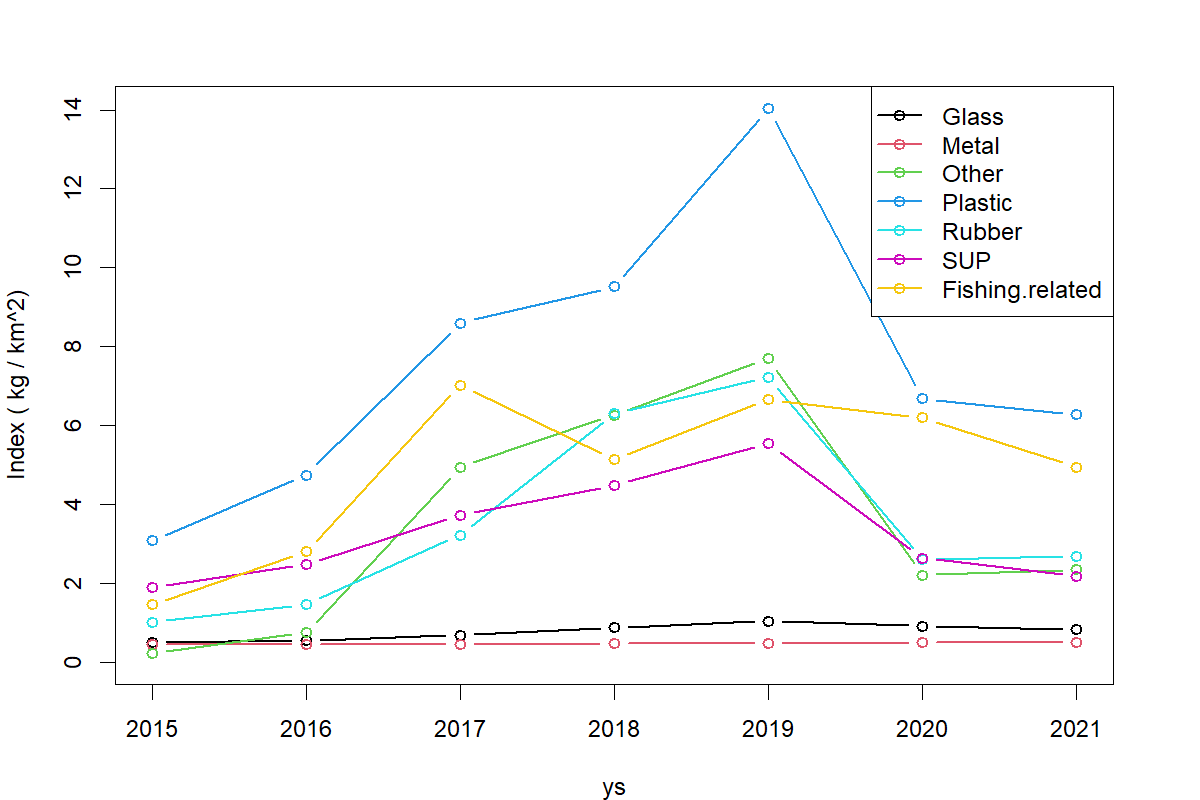 Index ( kg / km^2)
14
12
10
8
6
4
2
0
Glass
Metal
Other
Plastic
Rubber
SUP
Fishing.related
2015 2016 2017 2018 2019 2020 2021
ys